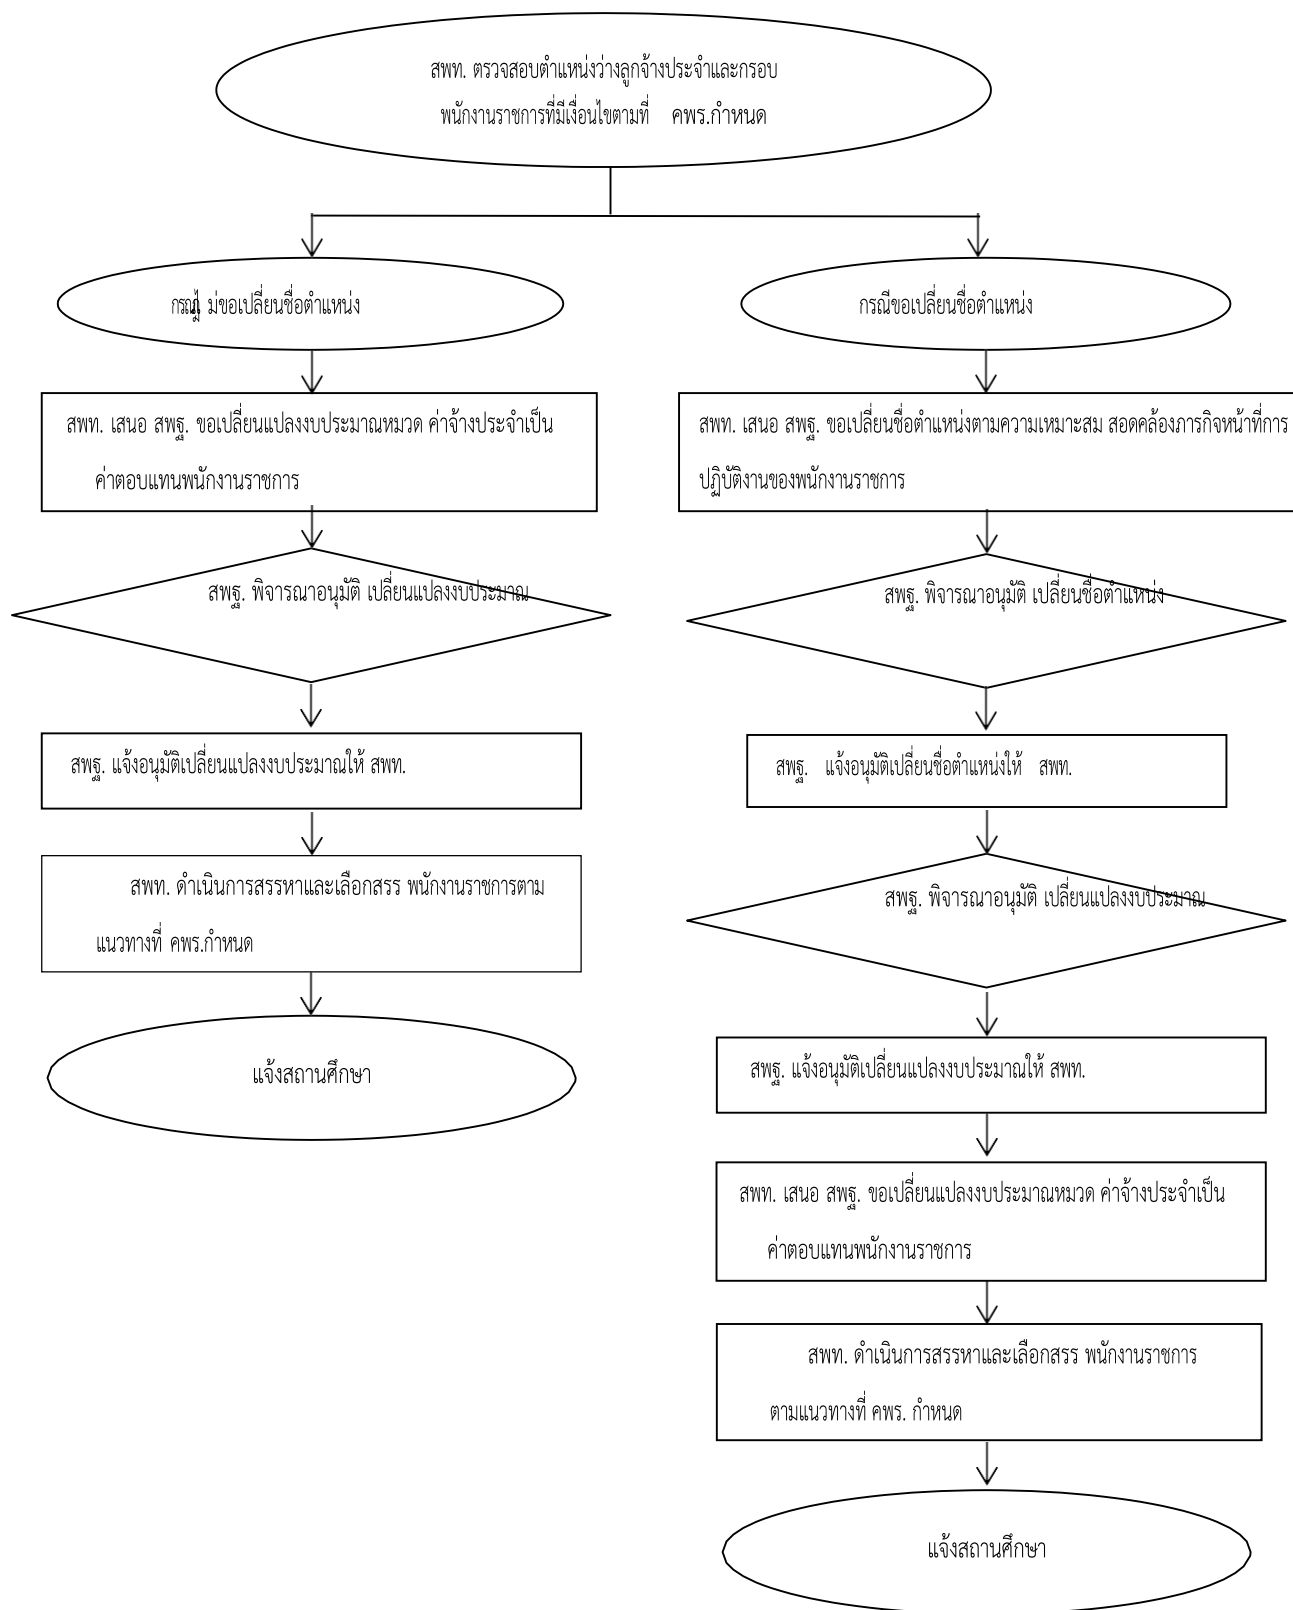 สพท. ตรวจสอบตำแหน่งว่างลูกจ้างประจำและกรอบ
พนักงานราชการที่มีเงื่อนไขตามที่ คพร.กำหนด
ม่ขอเปลี่ยนชื่อตำแหน่ง
สพท. เสนอ สพฐ. ขอเปลี่ยนแปลงงบประมาณหมวด ค่าจ้างประจำเป็น
ค่าตอบแทนพนักงานราชการ
สพฐ. พิจารณาอนุมัติ เปลี่ยนแปลงงบประมาณ
สพฐ. แจ้งอนุมัติเปลี่ยนแปลงงบประมาณให้ สพท.
สพท. ดำเนินการสรรหาและเลือกสรร พนักงานราชการตาม
แนวทางที่ คพร.กำหนด
แจ้งสถานศึกษา
กรณีขอเปลี่ยนชื่อตำแหน่ง
สพท. เสนอ สพฐ. ขอเปลี่ยนชื่อตำแหน่งตามความเหมาะสม สอดคล้องภารกิจหน้าที่การ
ปฏิบัติงานของพนักงานราชการ
สพฐ. พิจารณาอนุมัติ เปลี่ยนชื่อตำแหน่ง
สพฐ. แจ้งอนุมัติเปลี่ยนชื่อตำแหน่งให้ สพท.
สพฐ. พิจารณาอนุมัติ เปลี่ยนแปลงงบประมาณ
สพฐ. แจ้งอนุมัติเปลี่ยนแปลงงบประมาณให้ สพท.
สพท. เสนอ สพฐ. ขอเปลี่ยนแปลงงบประมาณหมวด ค่าจ้างประจำเป็น
ค่าตอบแทนพนักงานราชการ
สพท. ดำเนินการสรรหาและเลือกสรร พนักงานราชการ
ตามแนวทางที่ คพร. กำหนด
แจ้งสถานศึกษา